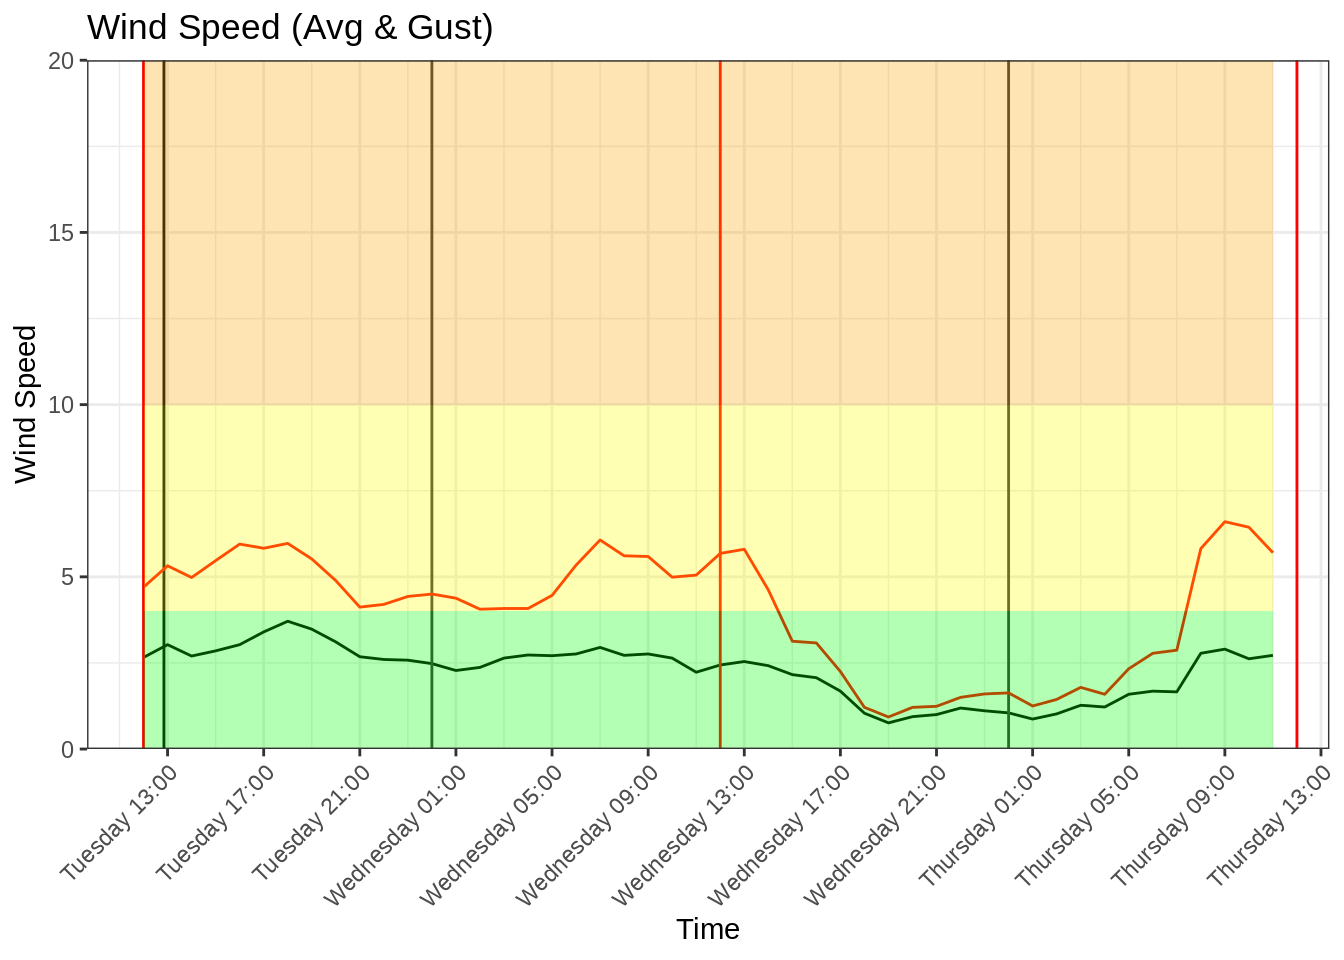 Wind Speed (Avg & Gust)
20
15
10
5
0
Wind Speed
Tuesday 13:00
Tuesday 17:00
Tuesday 21:00
Wednesday 01:00
Wednesday 05:00
Wednesday 09:00
Wednesday 13:00
Wednesday 17:00
Wednesday 21:00
Thursday 01:00
Thursday 05:00
Thursday 09:00
Thursday 13:00
Time